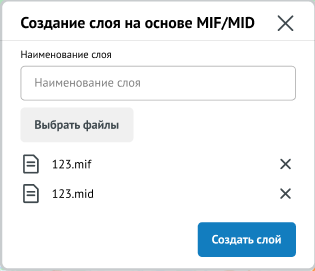 Создание слоя на основе MIF/MID
Наименование слоя
Наименование слоя
Выбрать файлы
123.mif
123.mid
Создать слой